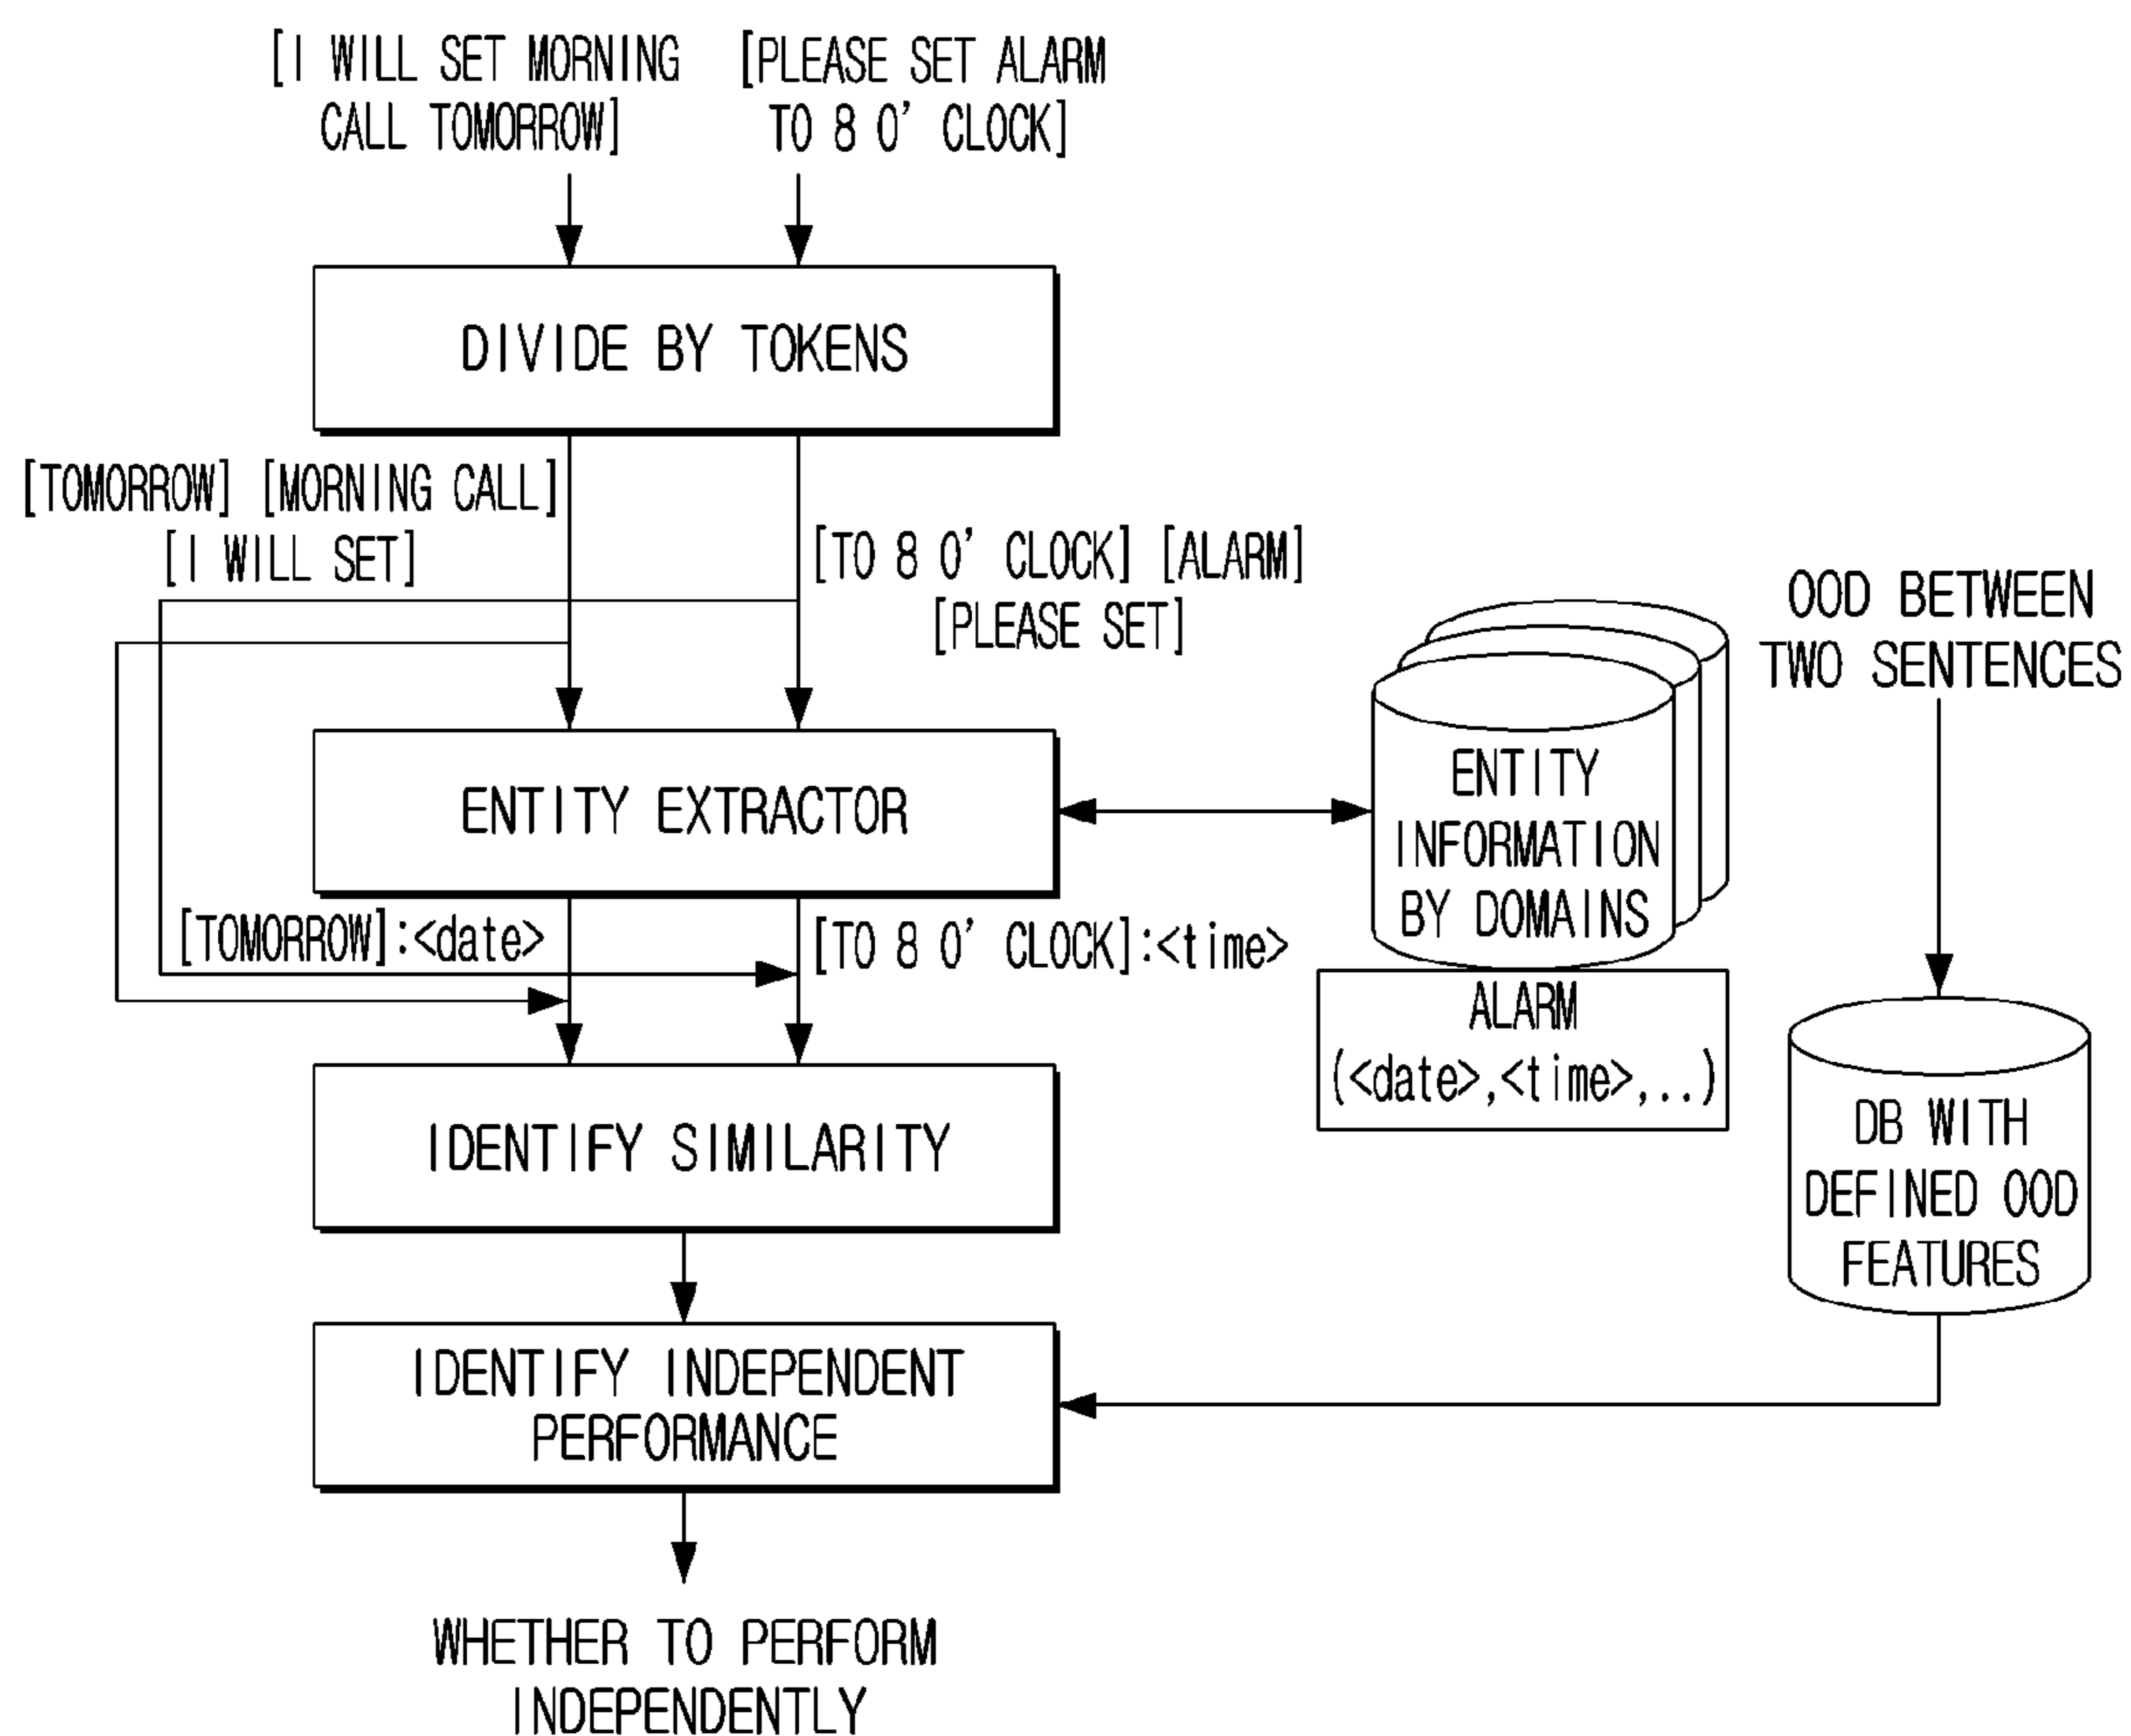 [I WILL SET MORNING
CALL TOMORROW]
[PLEASE SET ALARM
TO 8 O' CLOCK]
DIVIDE BY TOKENS
[TOMORROW] [MORNING CALL]
[I WILL SET]
[TO 8 O' CLOCK] [ALARM]
[PLEASE SET]
OOD BETWEEN
TWO SENTENCES
ENTITY EXTRACTOR
ENTITY
INFORMATION
BY DOMAINS
[TOMORROW]:<date>
[TO 8 O' CLOCK]:<time>
ALARM
(<date>,<time>,..)
IDENTIFY SIMILARITY
DB WITH
DEFINED OOD
FEATURES
IDENTIFY INDEPENDENT
PERFORMANCE
WHETHER TO PERFORM
INDEPENDENTLY